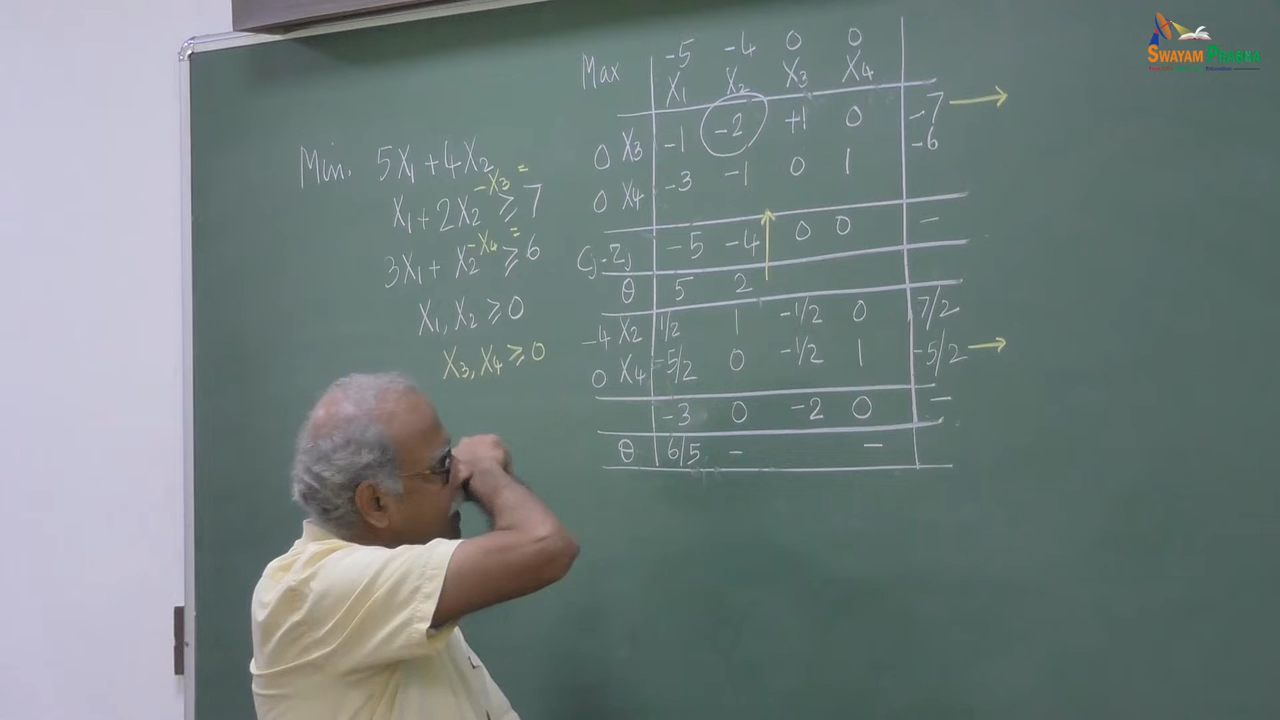 SWAYAM PRABHA
Min. 5X1 + 4X2
X1 + 2X2 - X3 = ≥ 7
3X1 + X2 - X4 = ≥ 6
X1, X2 ≥ 0
X3, X4 ≥ 0
Max -5 -4 0 0
X1 X2 X3 X4
0 X3 -1 -2 +1 0 -7 →
0 X4 -3 -1 0 1 -6
Cj-Zj -5 -4 0 0 -
θ 5 2
-4 X2 1/2 1 -1/2 0 7/2
0 X4 -5/2 0 -1/2 1 -5/2 →
-3 0 -2 0 -
θ 6/5 - -